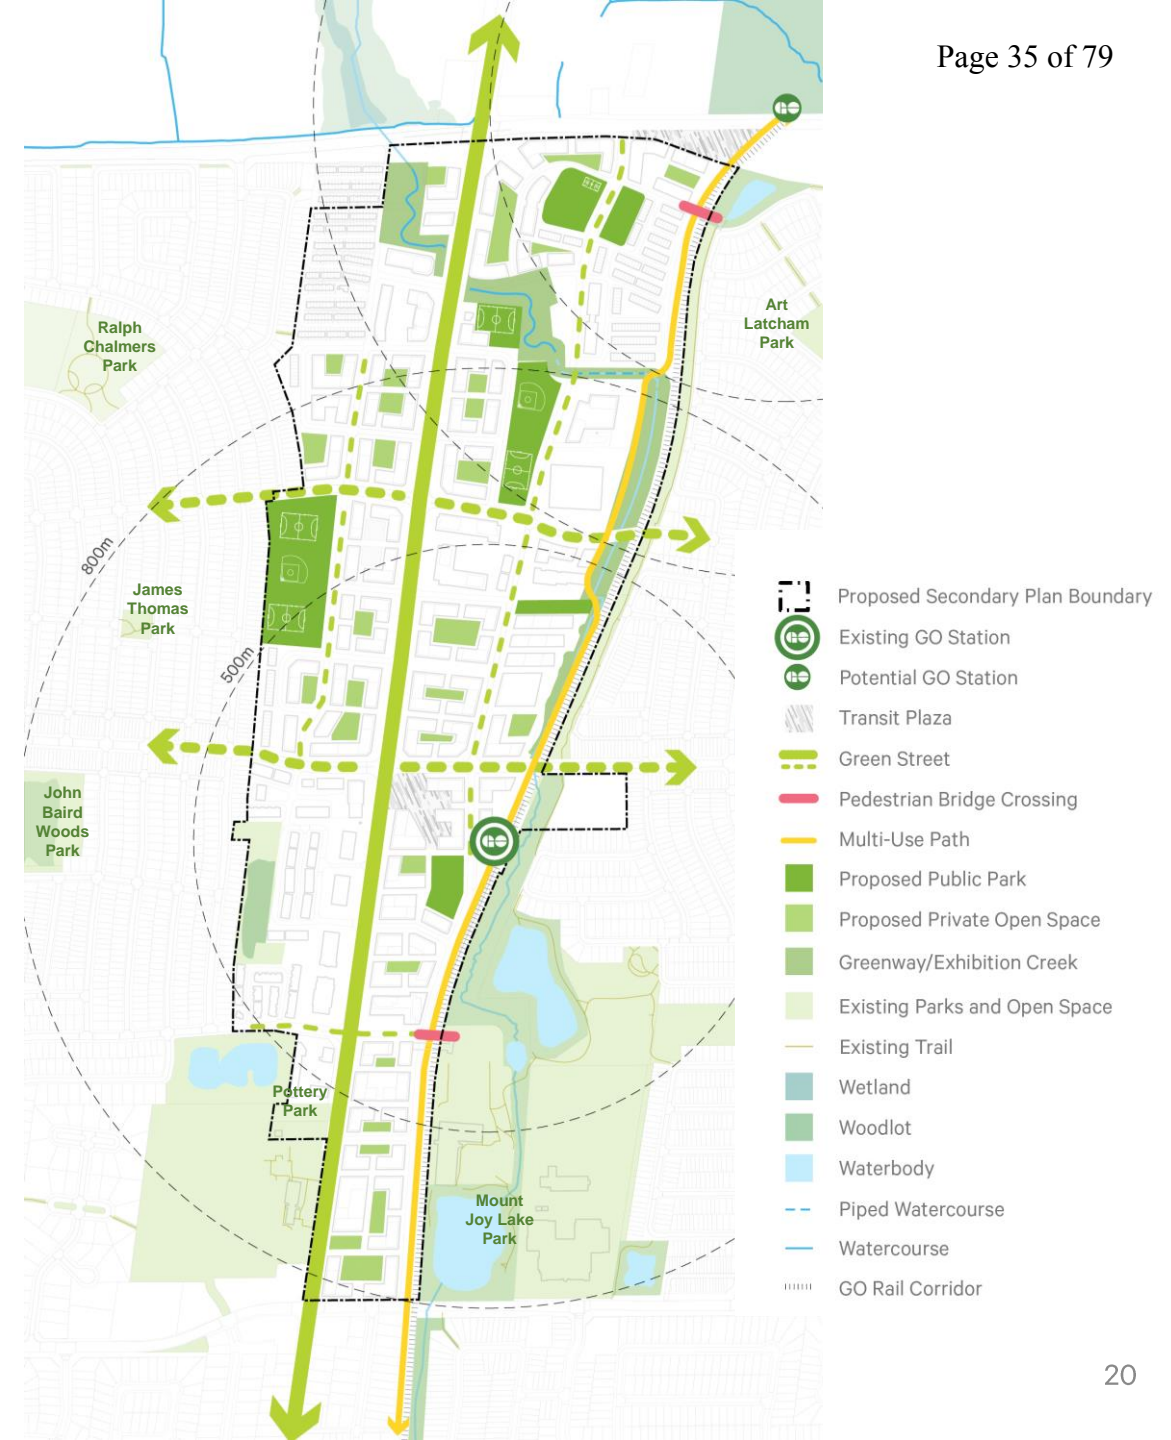 Page 35 of 79
Art
Latcham
Park
Ralph
Chalmers
Park
800m
James
Thomas
Park
500m
John
Baird
Woods
Park
Pottery
Park
Mount
Joy Lake
Park
Proposed Secondary Plan Boundary
Existing GO Station
Potential GO Station
Transit Plaza
Green Street
Pedestrian Bridge Crossing
Multi-Use Path
Proposed Public Park
Proposed Private Open Space
Greenway/Exhibition Creek
Existing Parks and Open Space
Existing Trail
Wetland
Woodlot
Waterbody
Piped Watercourse
Watercourse
GO Rail Corridor
20